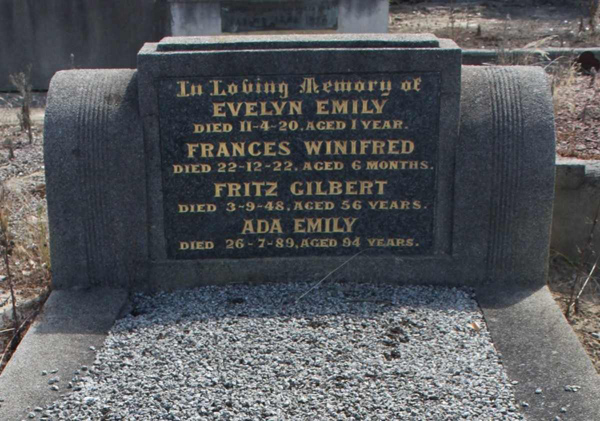 In Loving Memory of
EVELYN EMILY
DIED 11-4-20, AGED 1 YEAR.
FRANCES WINIFRED
DIED 22-12-22, AGED 6 MONTHS.
FRITZ GILBERT
DIED 3-9-48, AGED 56 YEARS.
ADA EMILY
DIED 26-7-89, AGED 94 YEARS.